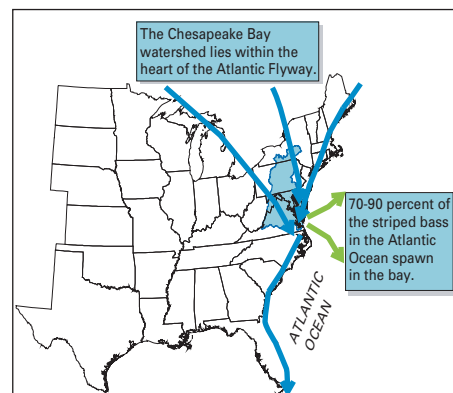 The Chesapeake Bay
watershed lies within the
heart of the Atlantic Flyway.
70-90 percent of
the striped bass
in the Atlantic
Ocean spawn
in the bay.
ATLANTIC
OCEAN